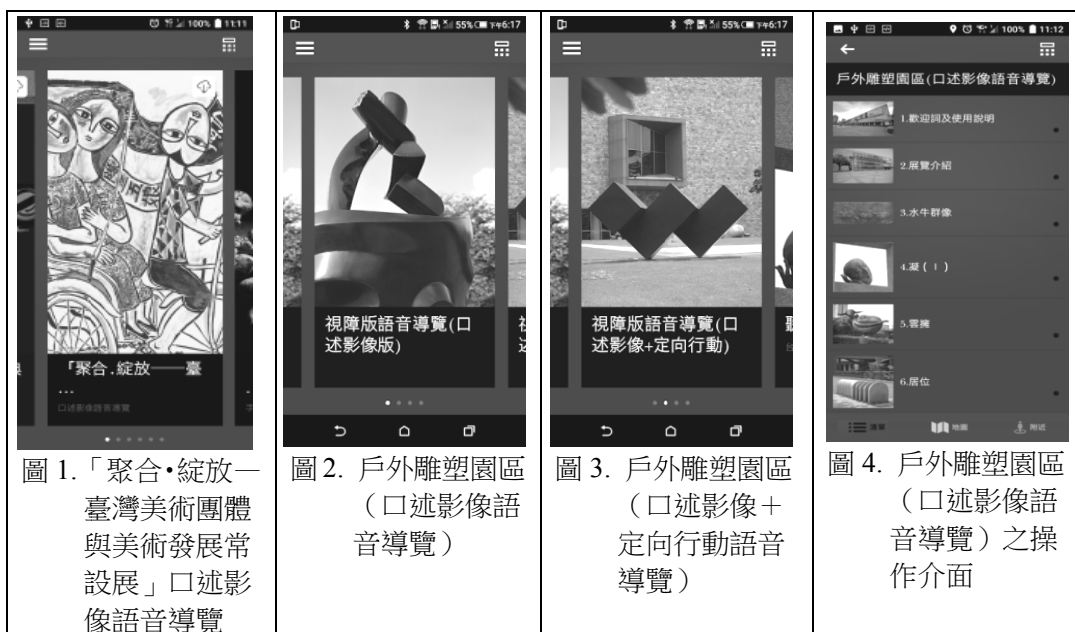 100% 11:11
「聚合.綻放——臺
...
口述影像語音導覽
圖 1.「聚合•綻放－
臺灣美術團體
與美術發展常
設展」口述影
像語音導覽
55% 下午6:17
視障版語音導覽(口
述影像版)
圖 2. 戶外雕塑園區
（口述影像語
音導覽）
55% 下午6:17
視障版語音導覽(口
述影像+定向行動)
圖 3. 戶外雕塑園區
（口述影像＋
定向行動語音
導覽）
100% 11:12
戶外雕塑園區(口述影像語音導覽)
1.歡迎詞及使用說明
2.展覽介紹
3.水牛群像
4.凝(I)
5.雲擁
6.居位
清單 地圖 附近
圖 4. 戶外雕塑園區
（口述影像語
音導覽）之操
作介面